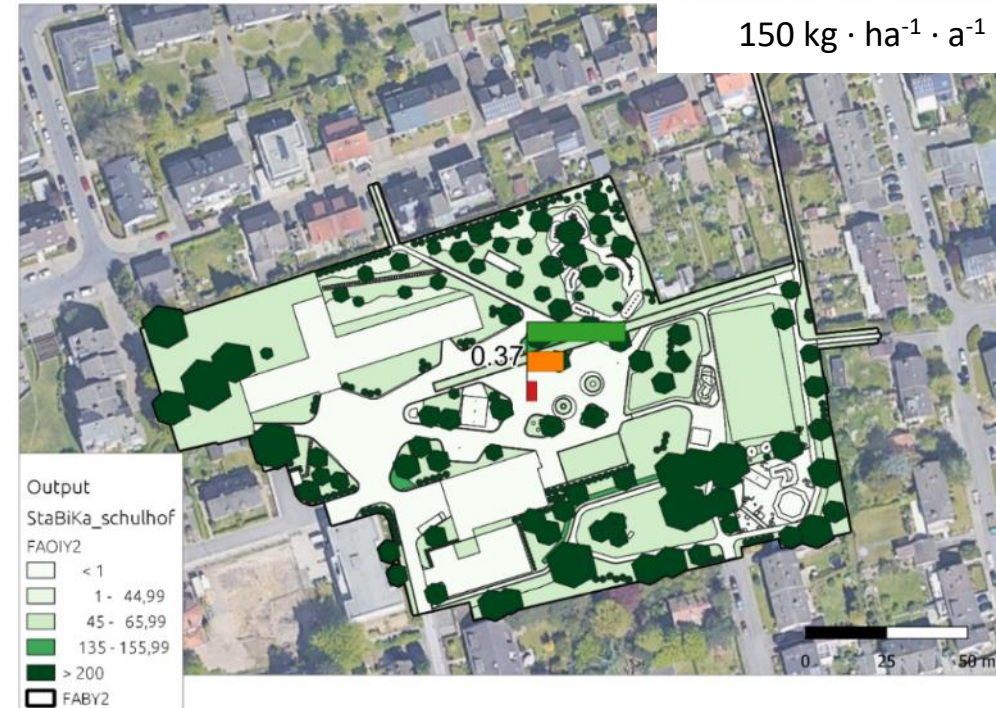 150 kg · ha⁻¹ · a⁻¹
0.37
Output
StaBiKa_schulhof
FAOIY2
< 1
1 - 44,99
45 - 65,99
135 - 155,99
> 200
FABY2
0 25 50 m